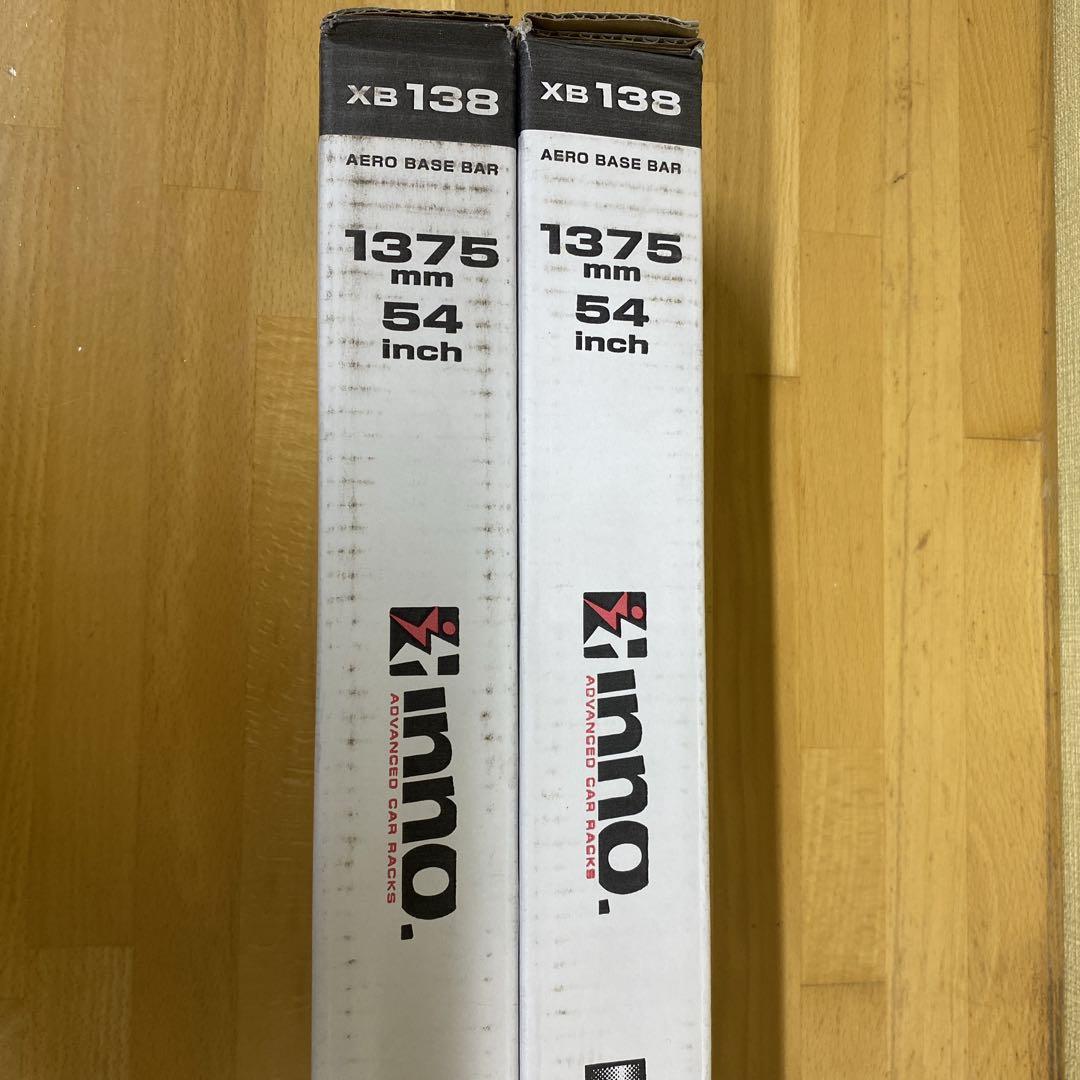 XB 138
AERO BASE BAR
1375
mm
54
inch
inno.
ADVANCED CAR RACKS
XB 138
AERO BASE BAR
1375
mm
54
inch
inno.
ADVANCED CAR RACKS